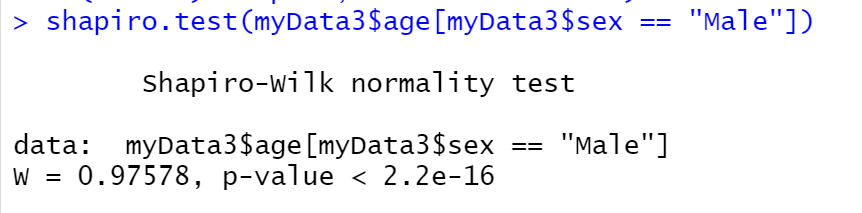 > shapiro.test(myData3$age[myData3$sex == "Male"])
Shapiro-Wilk normality test
data:  myData3$age[myData3$sex == "Male"]
W = 0.97578, p-value < 2.2e-16